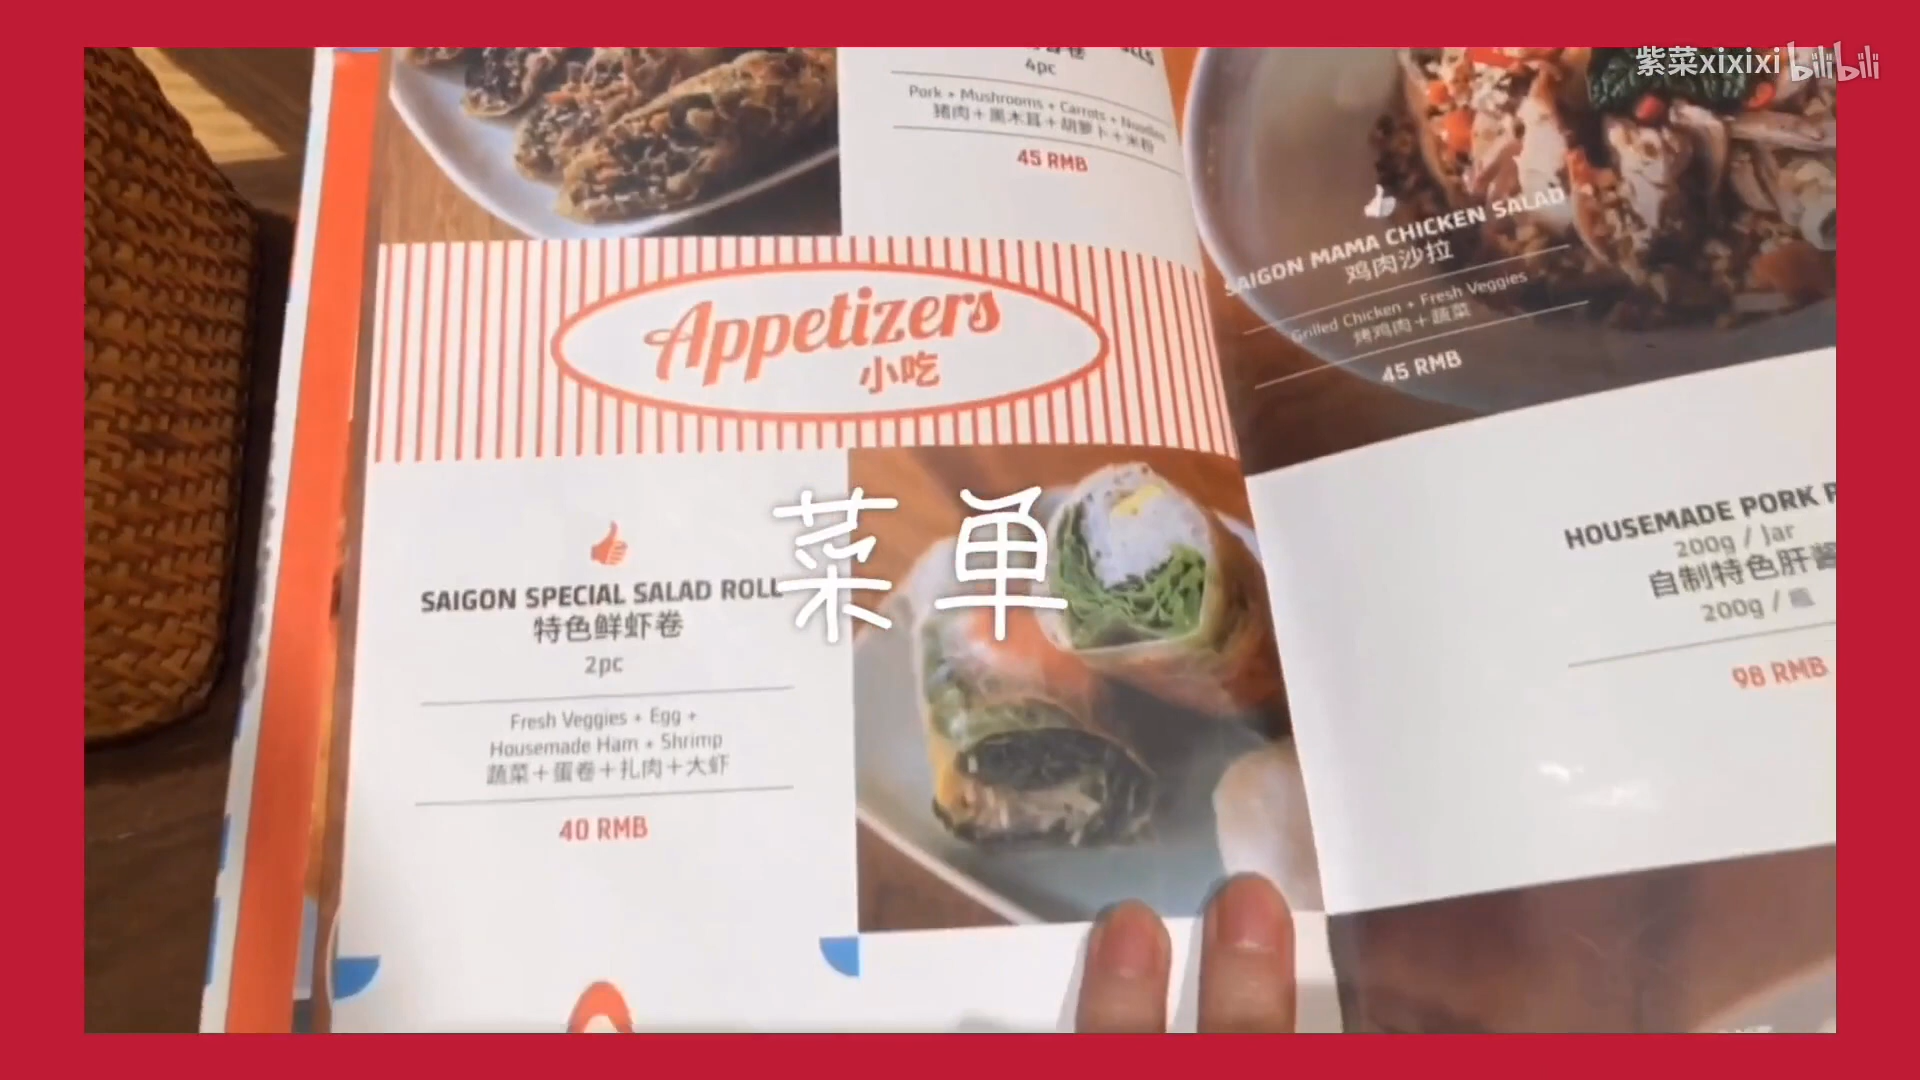 紫菜xixixi bilibili
4pc
Pork + Mushrooms + Carrots + Noodles
猪肉+黑木耳+胡萝卜+米粉
45 RMB
Appetizers
小吃
SAIGON SPECIAL SALAD ROLL
特色鲜虾卷
2pc
Fresh Veggies + Egg +
Housemade Ham + Shrimp
蔬菜+蛋卷+扎肉+大虾
40 RMB
菜单
SAIGON MAMA CHICKEN SALAD
鸡肉沙拉
Grilled Chicken + Fresh Veggies
烤鸡肉+蔬菜
45 RMB
HOUSEMADE PORK
200g / Jar
自制特色肝酱
200g / 瓶
98 RMB